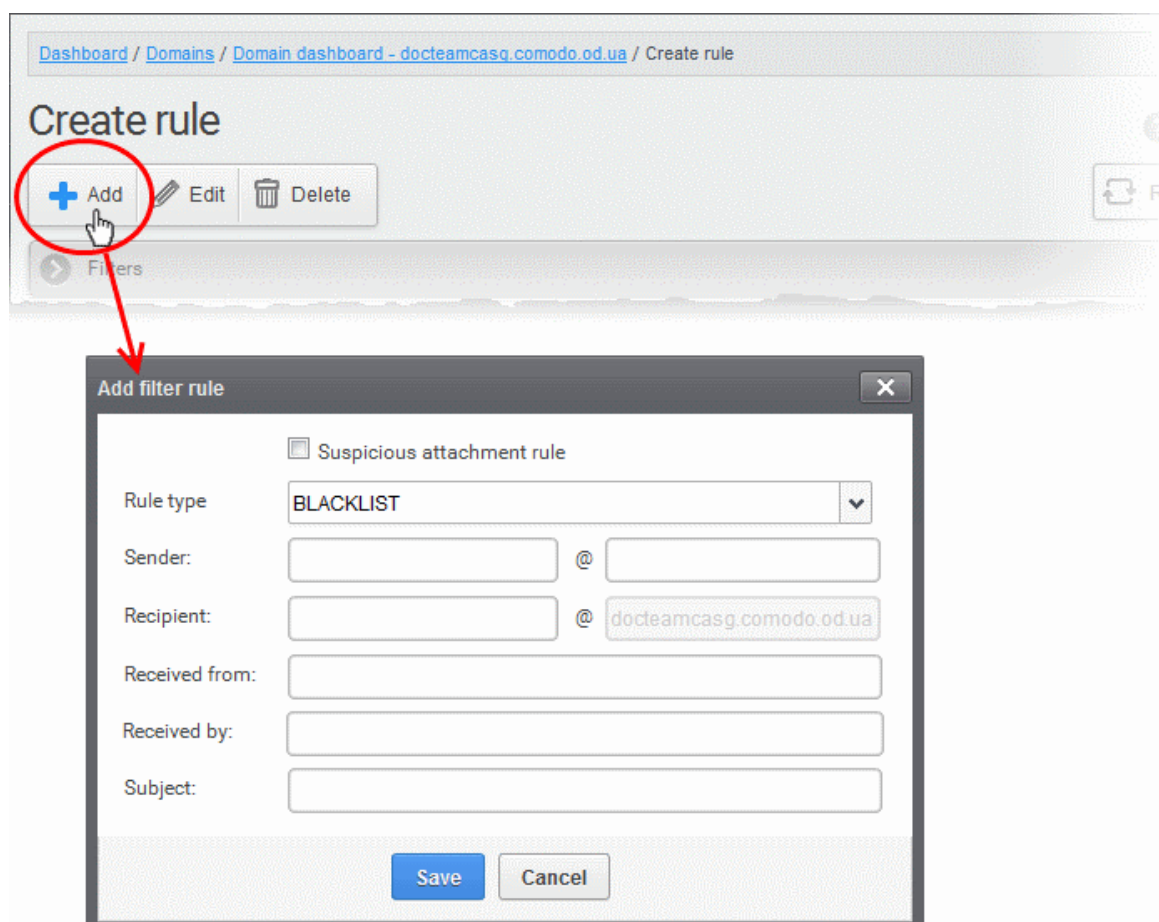 Dashboard / Domains / Domain dashboard - docteamcasg.comodo.od.ua / Create rule
Create rule
Add Edit Delete
Filters
Add filter rule
Suspicious attachment rule
Rule type BLACKLIST
Sender: @
Recipient: @ docteamcasg.comodo.od.ua
Received from:
Received by:
Subject:
Save Cancel